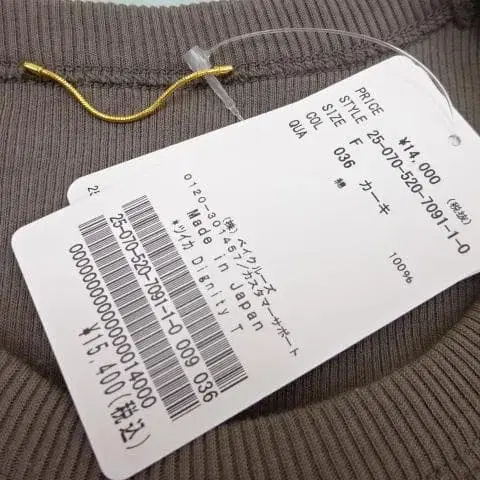 PRICE ¥14,000 (税抜)
STYLE 25-070-520-7091-1-0
SIZE F
COL 036 カーキ
QUA 綿 100%
(株)ベイクルーズ
0120-301457/カスタマーサポート
Made in Japan
*ツイカ Dignity T
25-070-520-7091-1-0 009 036
0000000000000014000
¥15,400(税込)